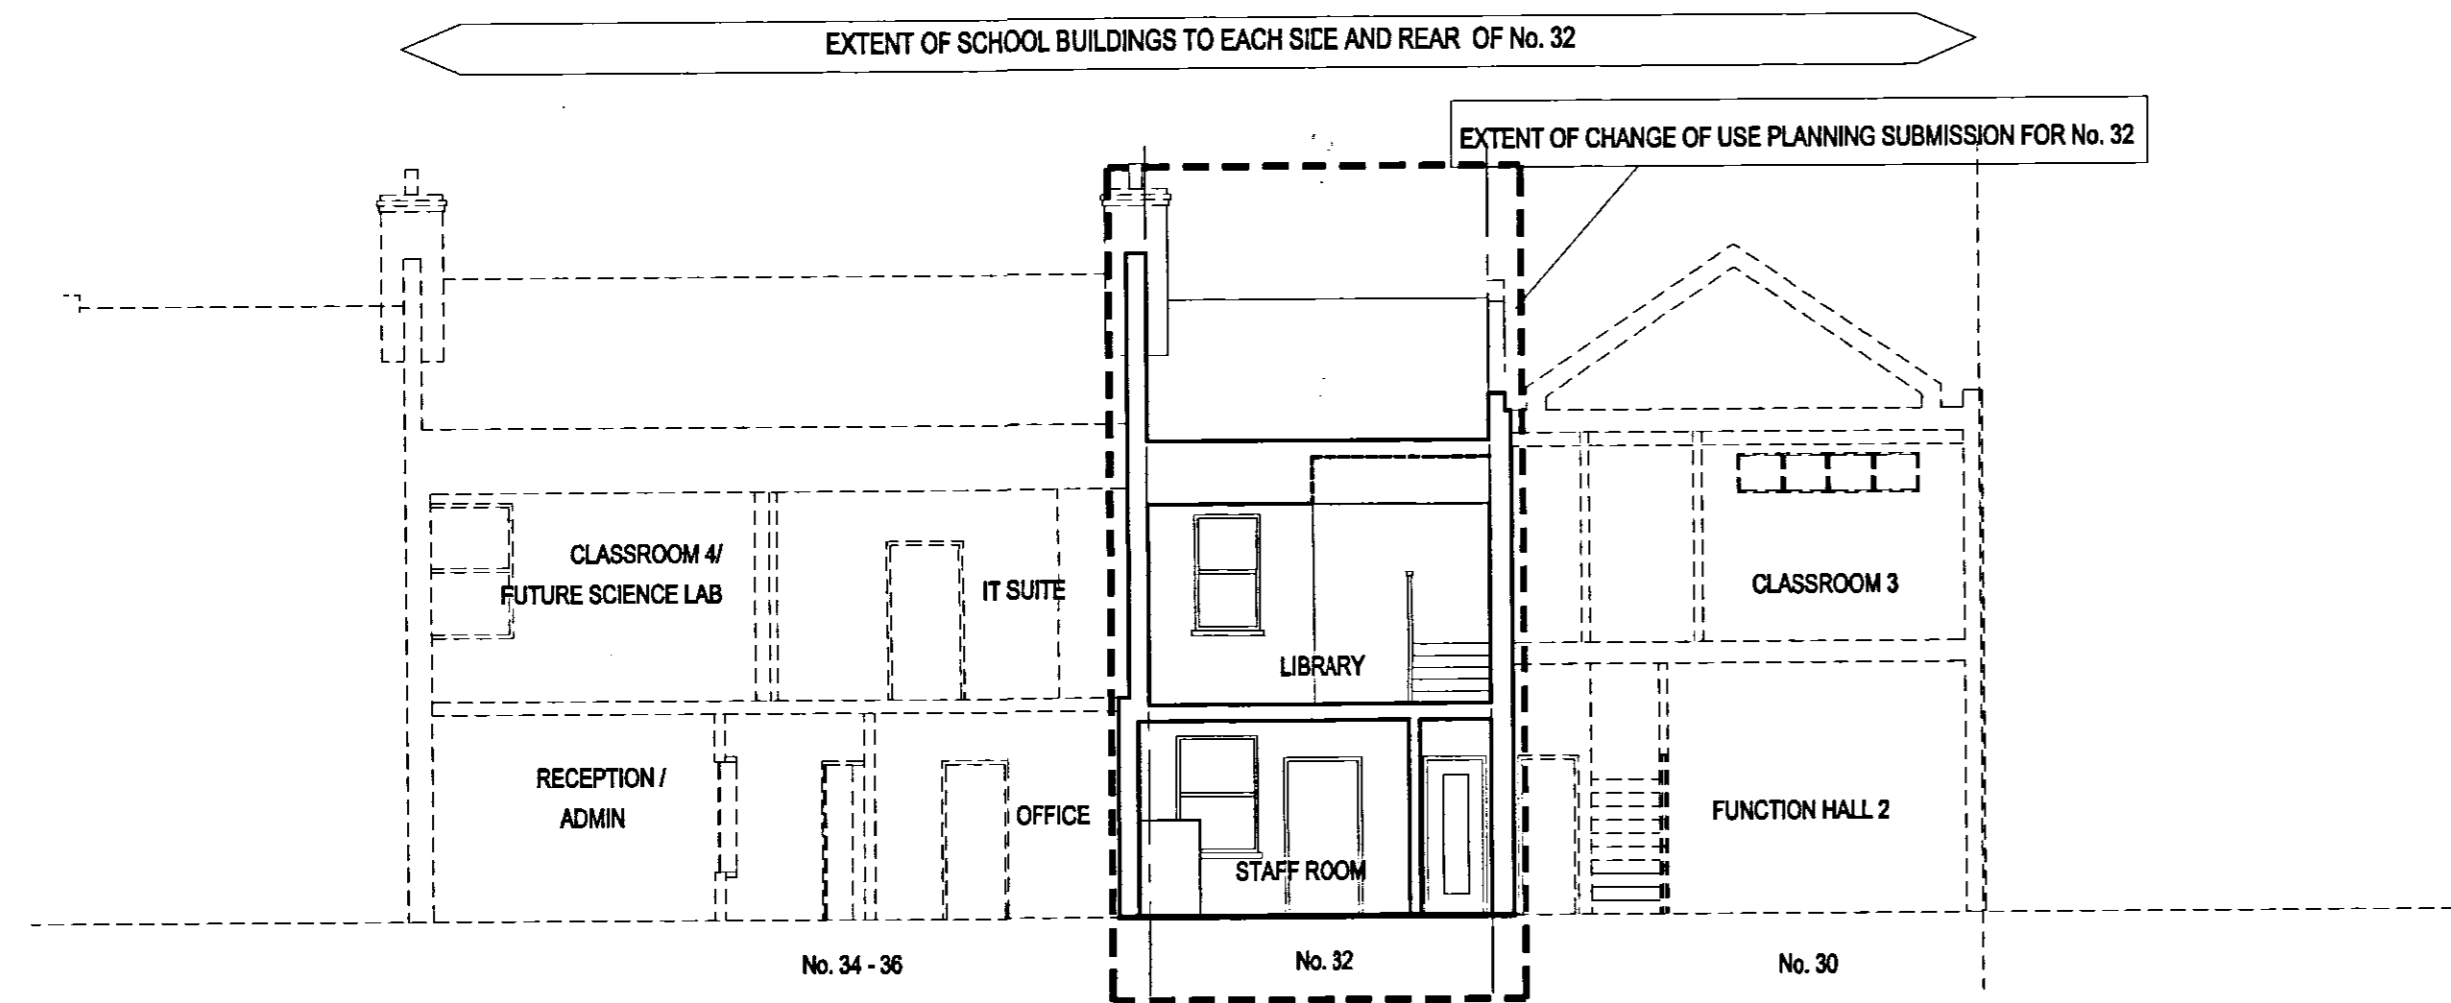 EXTENT OF SCHOOL BUILDINGS TO EACH SIDE AND REAR OF No. 32
EXTENT OF CHANGE OF USE PLANNING SUBMISSION FOR No. 32
CLASSROOM 4/
FUTURE SCIENCE LAB
IT SUITE
LIBRARY
CLASSROOM 3
RECEPTION /
ADMIN
OFFICE
STAFF ROOM
FUNCTION HALL 2
No. 34 - 36
No. 32
No. 30